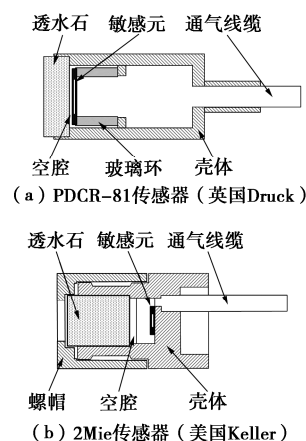 透水石 敏感元 通气线缆
空腔 玻璃环 壳体
（a）PDCR-81传感器（英国Druck）
透水石 敏感元 通气线缆
螺帽 空腔 壳体
（b）2Mie传感器（美国Keller）